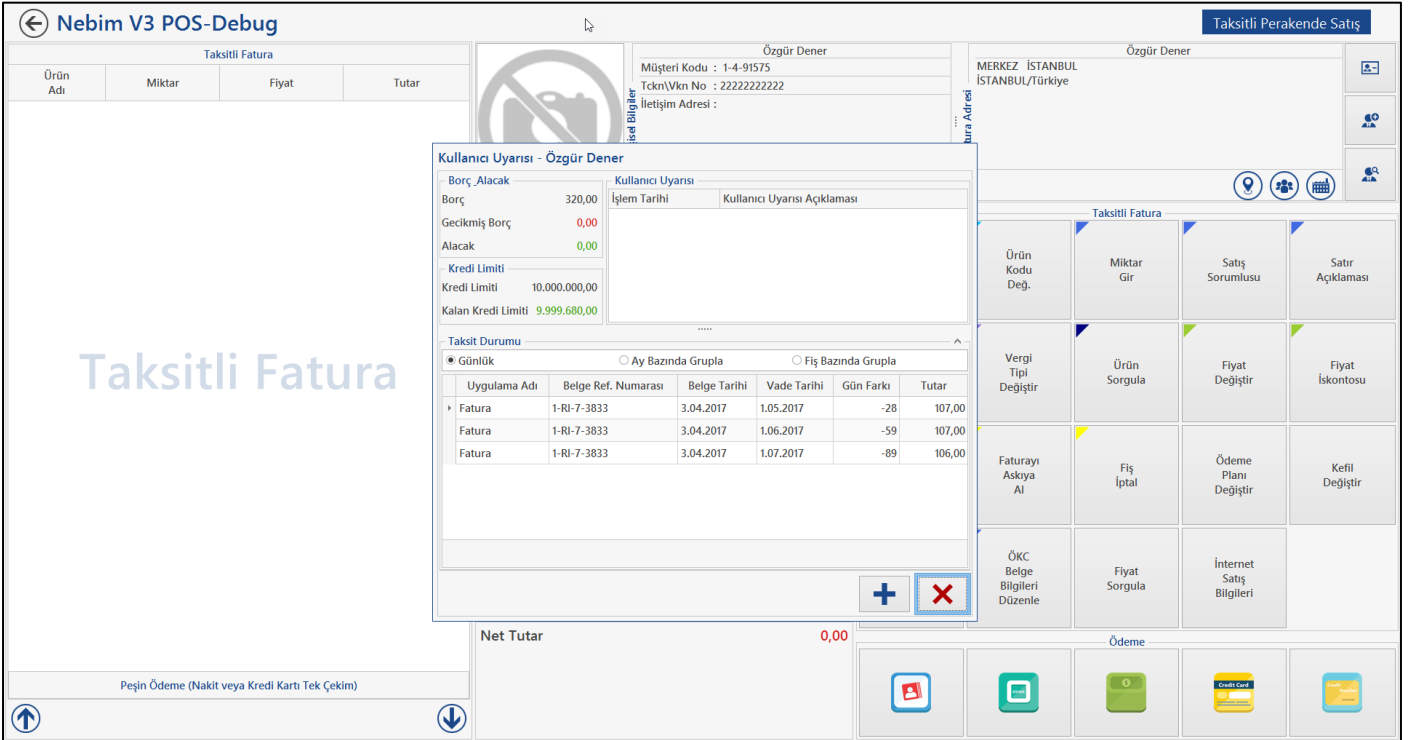 Nebim V3 POS-Debug
Taksitli Perakende Satış
Taksitli Fatura
Ürün Adı Miktar Fiyat Tutar
Taksitli Fatura
Peşin Ödeme (Nakit veya Kredi Kartı Tek Çekim)
Özgür Dener
Müşteri Kodu : 1-4-91575
Tckn\Vkn No : 22222222222
İletişim Adresi :
Bilgiler
Özgür Dener
MERKEZ İSTANBUL
İSTANBUL/Türkiye
Adresi
Kullanıcı Uyarısı - Özgür Dener
Borç_Alacak
Borç 320,00
Gecikmiş Borç 0,00
Alacak 0,00
Kredi Limiti
Kredi Limiti 10.000.000,00
Kalan Kredi Limiti 9.999.680,00
Kullanıcı Uyarısı
İşlem Tarihi Kullanıcı Uyarısı Açıklaması
Taksit Durumu
Günlük Ay Bazında Grupla Fiş Bazında Grupla
Uygulama Adı Belge Ref. Numarası Belge Tarihi Vade Tarihi Gün Farkı Tutar
Fatura 1-RI-7-3833 3.04.2017 1.05.2017 -28 107,00
Fatura 1-RI-7-3833 3.04.2017 1.06.2017 -59 107,00
Fatura 1-RI-7-3833 3.04.2017 1.07.2017 -89 106,00
Net Tutar 0,00
Taksitli Fatura
Ürün
Kodu
Değ.
Miktar
Gir
Satış
Sorumlusu
Satır
Açıklaması
Vergi
Tipi
Değiştir
Ürün
Sorgula
Fiyat
Değiştir
Fiyat
İskontosu
Faturayı
Askıya
Al
Fiş
İptal
Ödeme
Planı
Değiştir
Kefil
Değiştir
ÖKC
Belge
Bilgileri
Düzenle
Fiyat
Sorgula
İnternet
Satış
Bilgileri
Ödeme
Credit Card